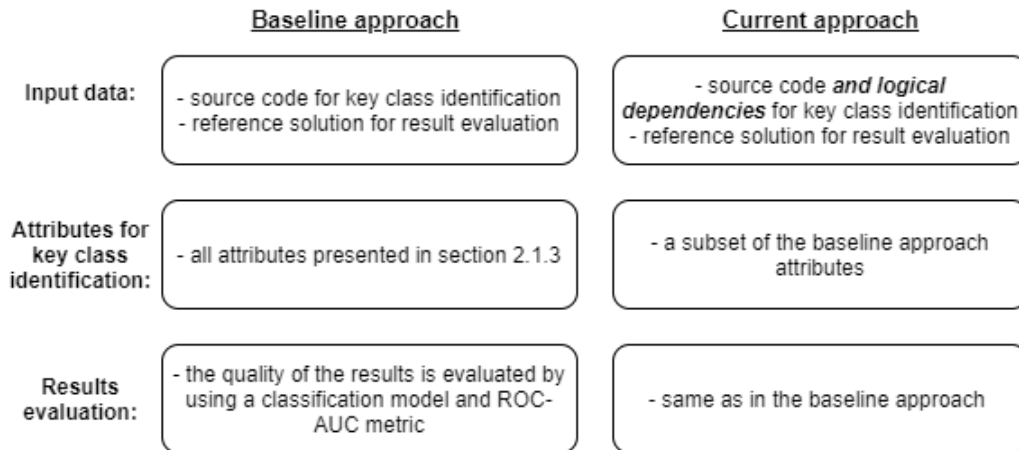 Baseline approach
Current approach
Input data:
- source code for key class identification
- reference solution for result evaluation
- source code and logical
dependencies for key class identification
- reference solution for result evaluation
Attributes for
key class
identification:
- all attributes presented in section 2.1.3
- a subset of the baseline approach
attributes
Results
evaluation:
- the quality of the results is evaluated by
using a classification model and ROC-
AUC metric
- same as in the baseline approach